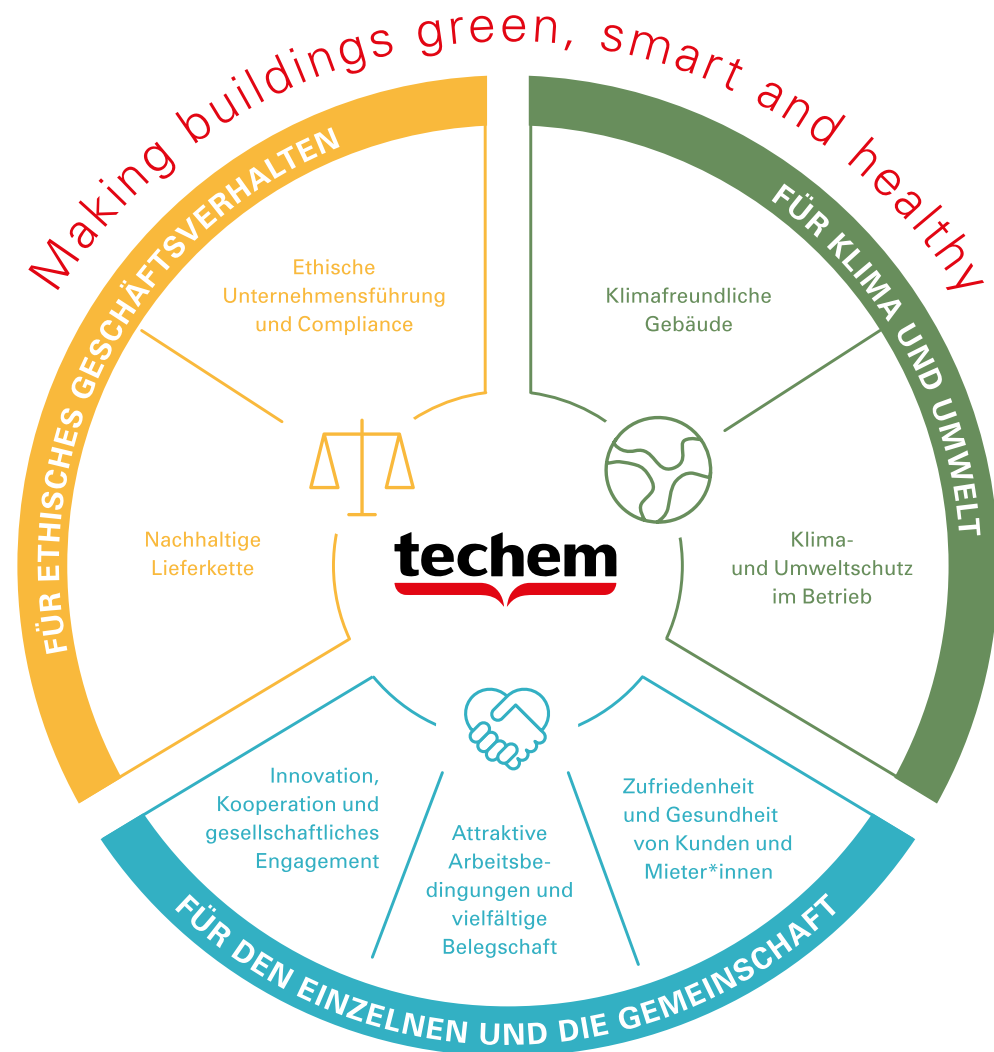 Making buildings green, smart and healthy
FÜR ETHISCHES GESCHÄFTSVERHALTEN
Ethische
Unternehmensführung
und Compliance
Nachhaltige
Lieferkette
FÜR KLIMA UND UMWELT
Klimafreundliche
Gebäude
Klima-
und Umweltschutz
im Betrieb
techem
Innovation,
Kooperation und
gesellschaftliches
Engagement
Attraktive
Arbeitsbe-
dingungen und
vielfältige
Belegschaft
Zufriedenheit
und Gesundheit
von Kunden und
Mieter*innen
FÜR DEN EINZELNEN UND DIE GEMEINSCHAFT